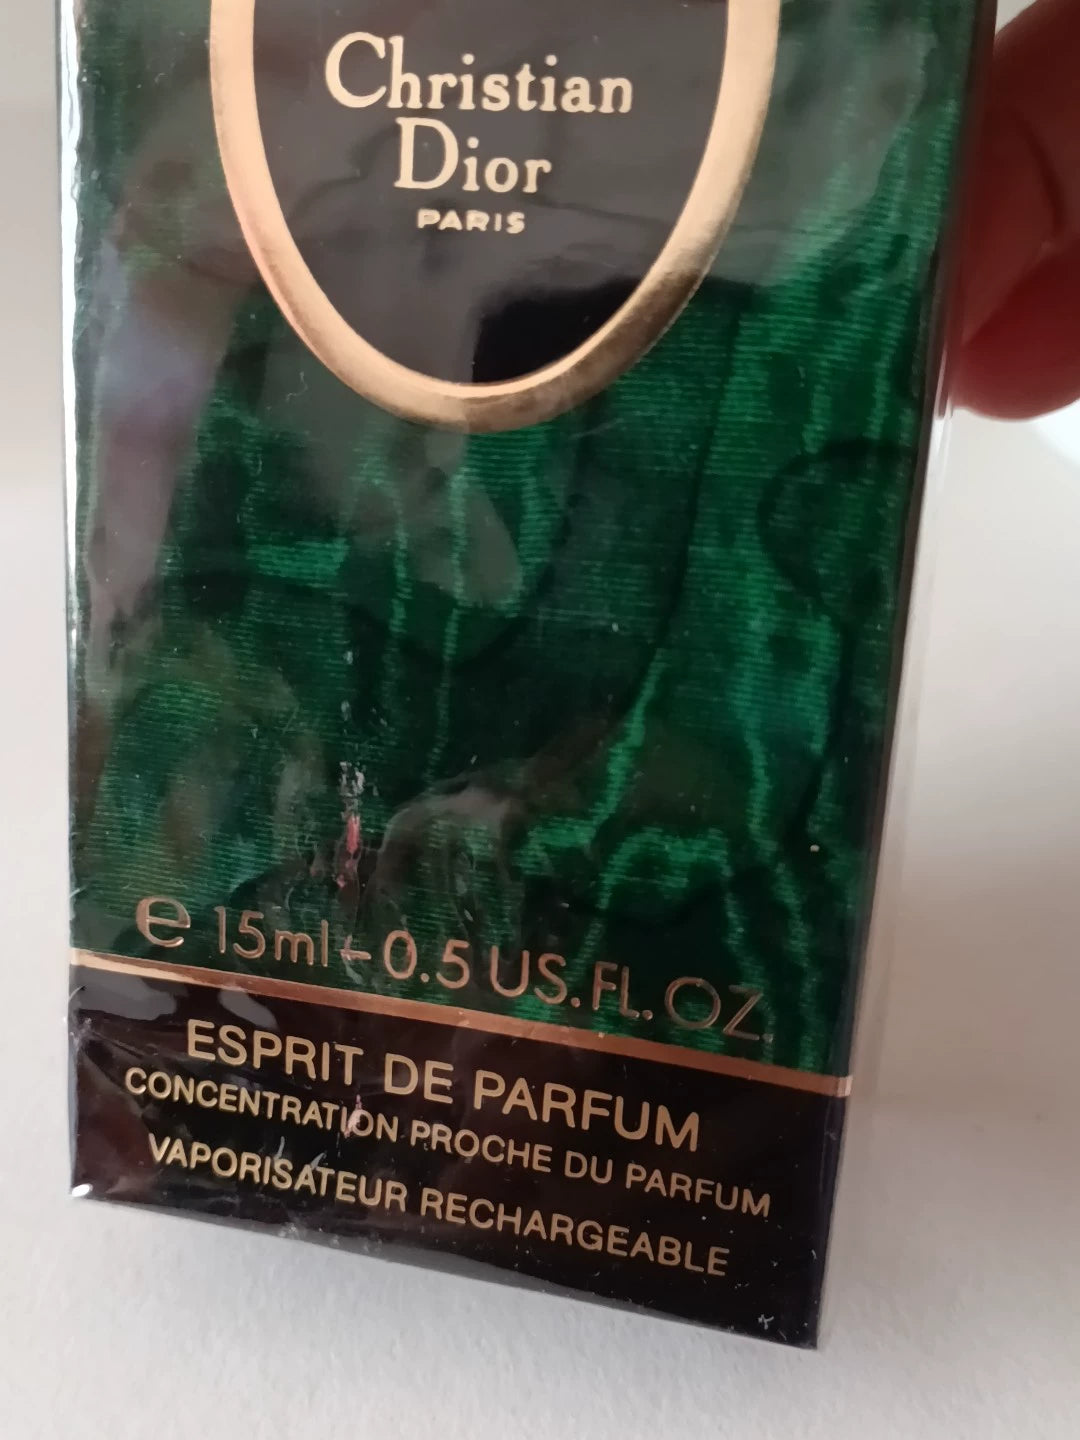 Christian
Dior
PARIS
℮ 15ml - 0.5 US.FL.OZ.
ESPRIT DE PARFUM
CONCENTRATION PROCHE DU PARFUM
VAPORISATEUR RECHARGEABLE